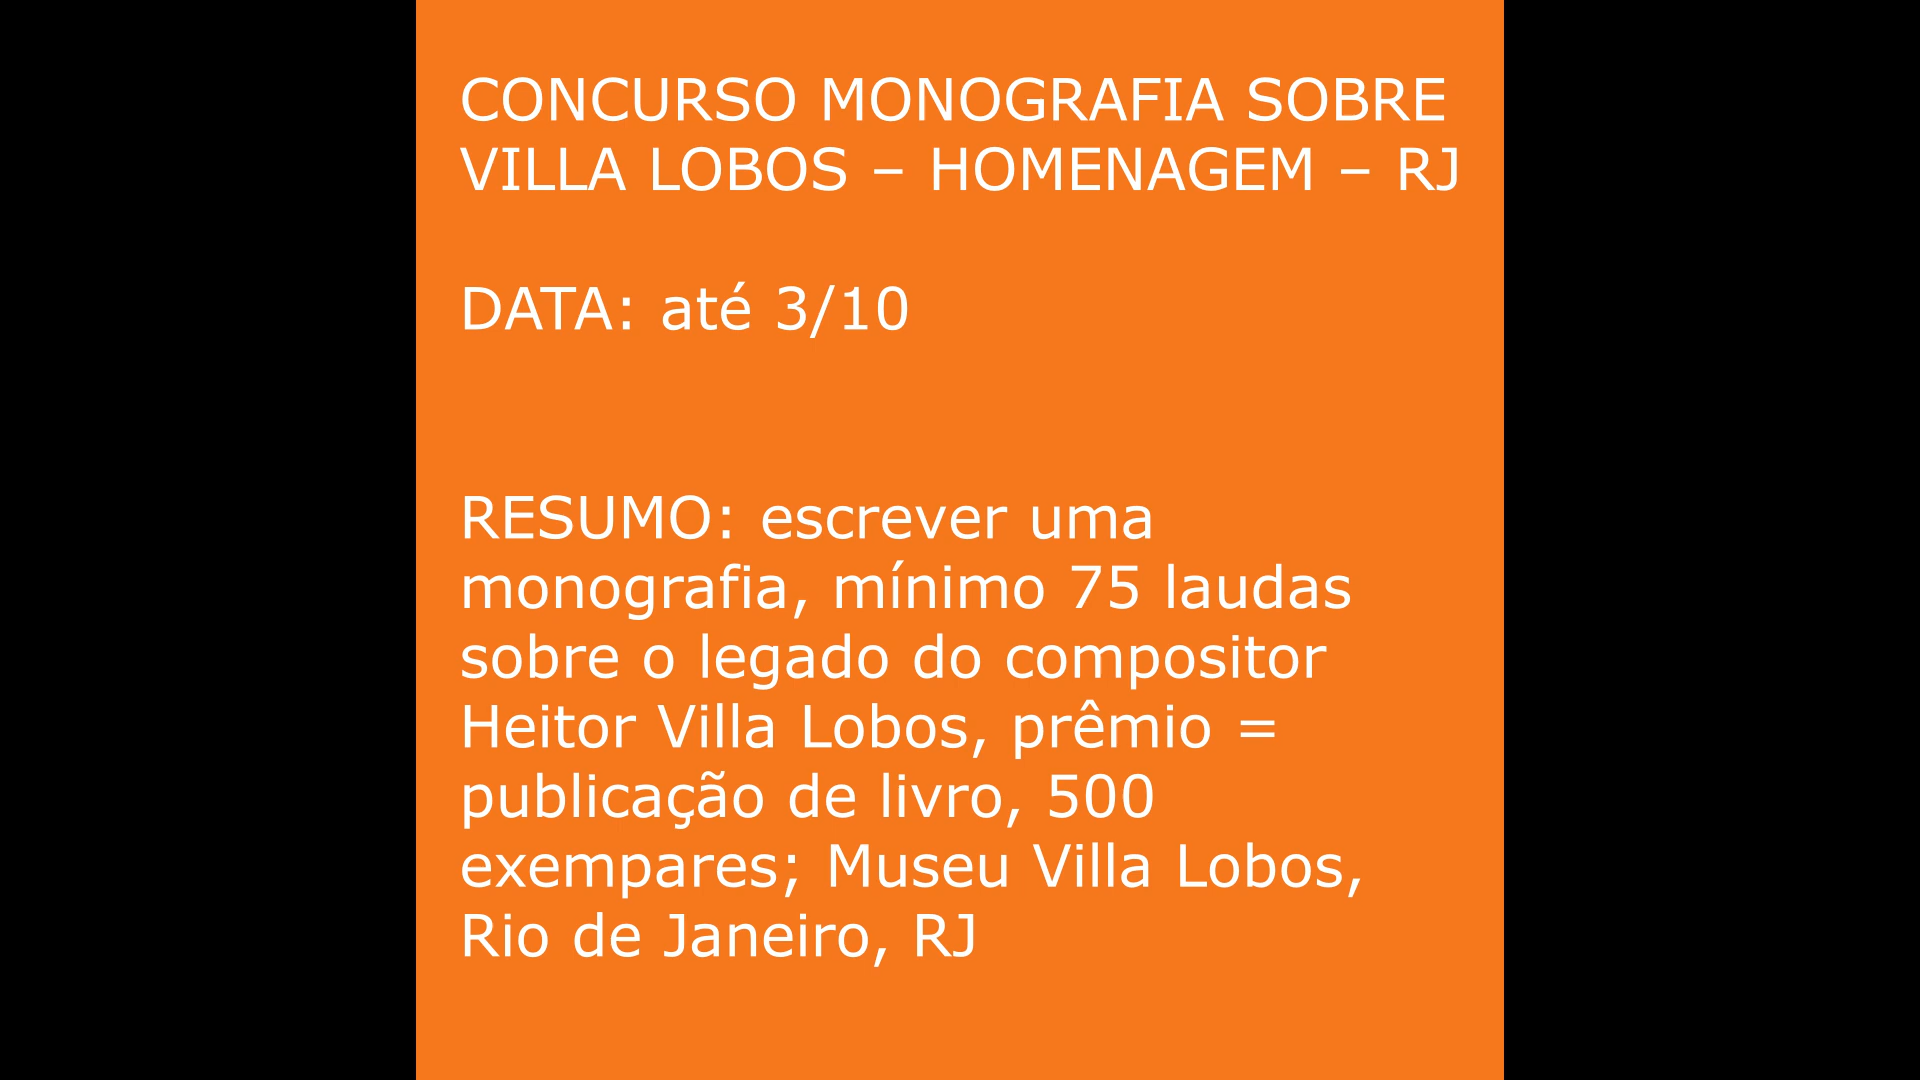 CONCURSO MONOGRAFIA SOBRE
VILLA LOBOS – HOMENAGEM – RJ
DATA: até 3/10
RESUMO: escrever uma
monografia, mínimo 75 laudas
sobre o legado do compositor
Heitor Villa Lobos, prêmio =
publicação de livro, 500
exempares; Museu Villa Lobos,
Rio de Janeiro, RJ